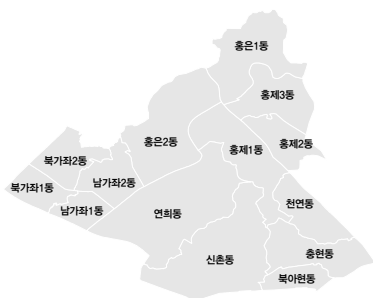 홍은1동
홍제3동
홍은2동
홍제1동
홍제2동
북가좌2동
남가좌2동
북가좌1동
남가좌1동
연희동
천연동
신촌동
충현동
북아현동